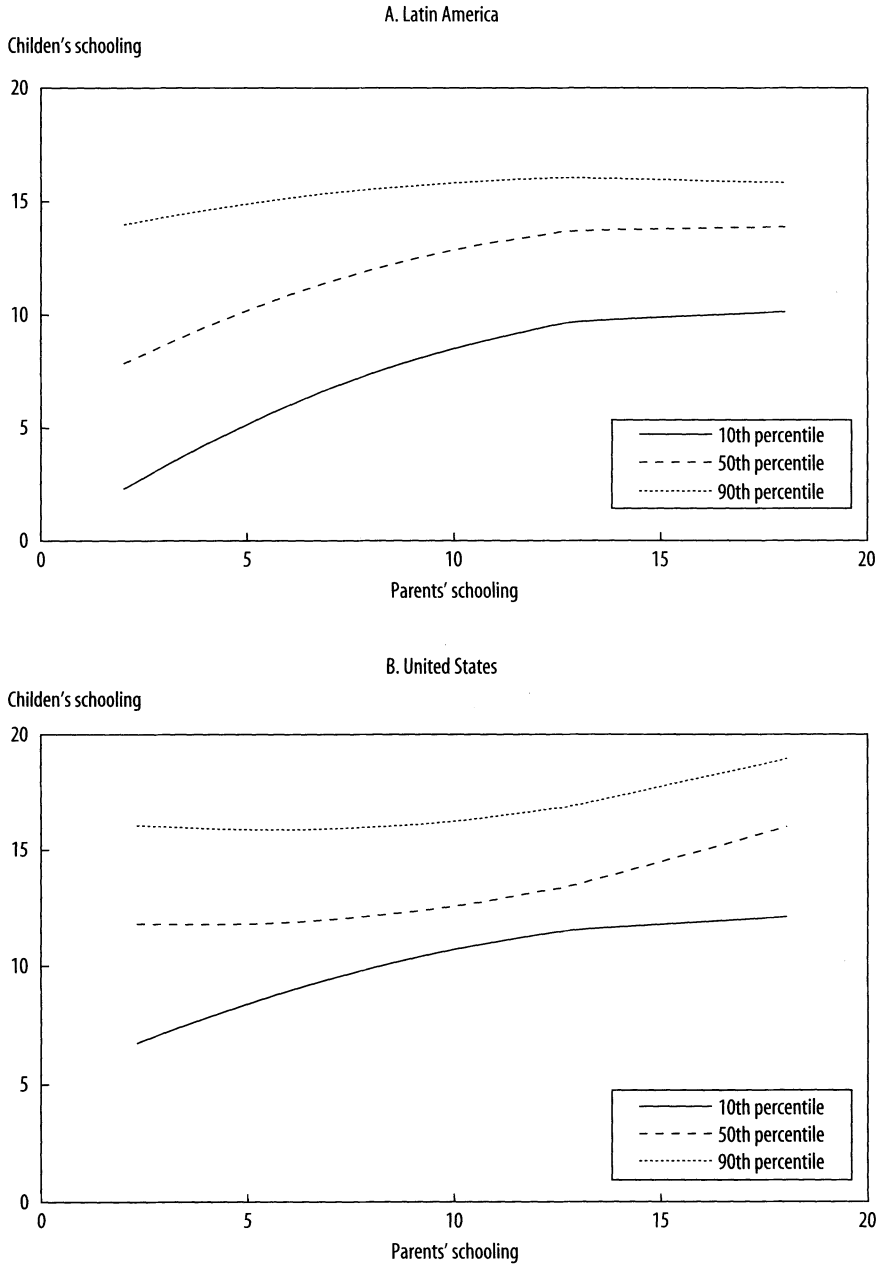 A. Latin America
Childen's schooling
20
15
10
5
0
0 5 10 15 20
10th percentile
50th percentile
90th percentile
Parents' schooling
B. United States
Childen's schooling
20
15
10
5
0
0 5 10 15 20
10th percentile
50th percentile
90th percentile
Parents' schooling